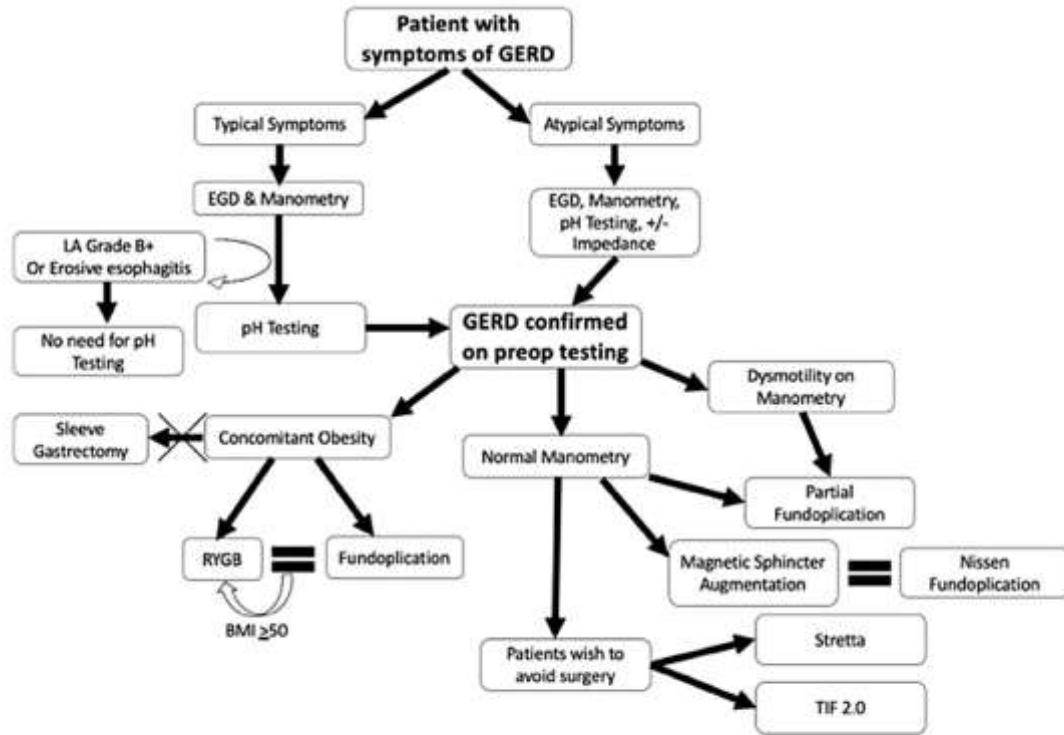 Patient with
symptoms of GERD
Typical Symptoms
Atypical Symptoms
EGD & Manometry
EGD, Manometry,
pH Testing, +/-
Impedance
LA Grade B+
Or Erosive esophagitis
No need for pH
Testing
pH Testing
GERD confirmed
on preop testing
Dysmotility on
Manometry
Sleeve
Gastrectomy
Concomitant Obesity
Normal Manometry
Partial
Fundoplication
RYGB
Fundoplication
BMI ≥50
Magnetic Sphincter
Augmentation
Nissen
Fundoplication
Patients wish to
avoid surgery
Stretta
TIF 2.0